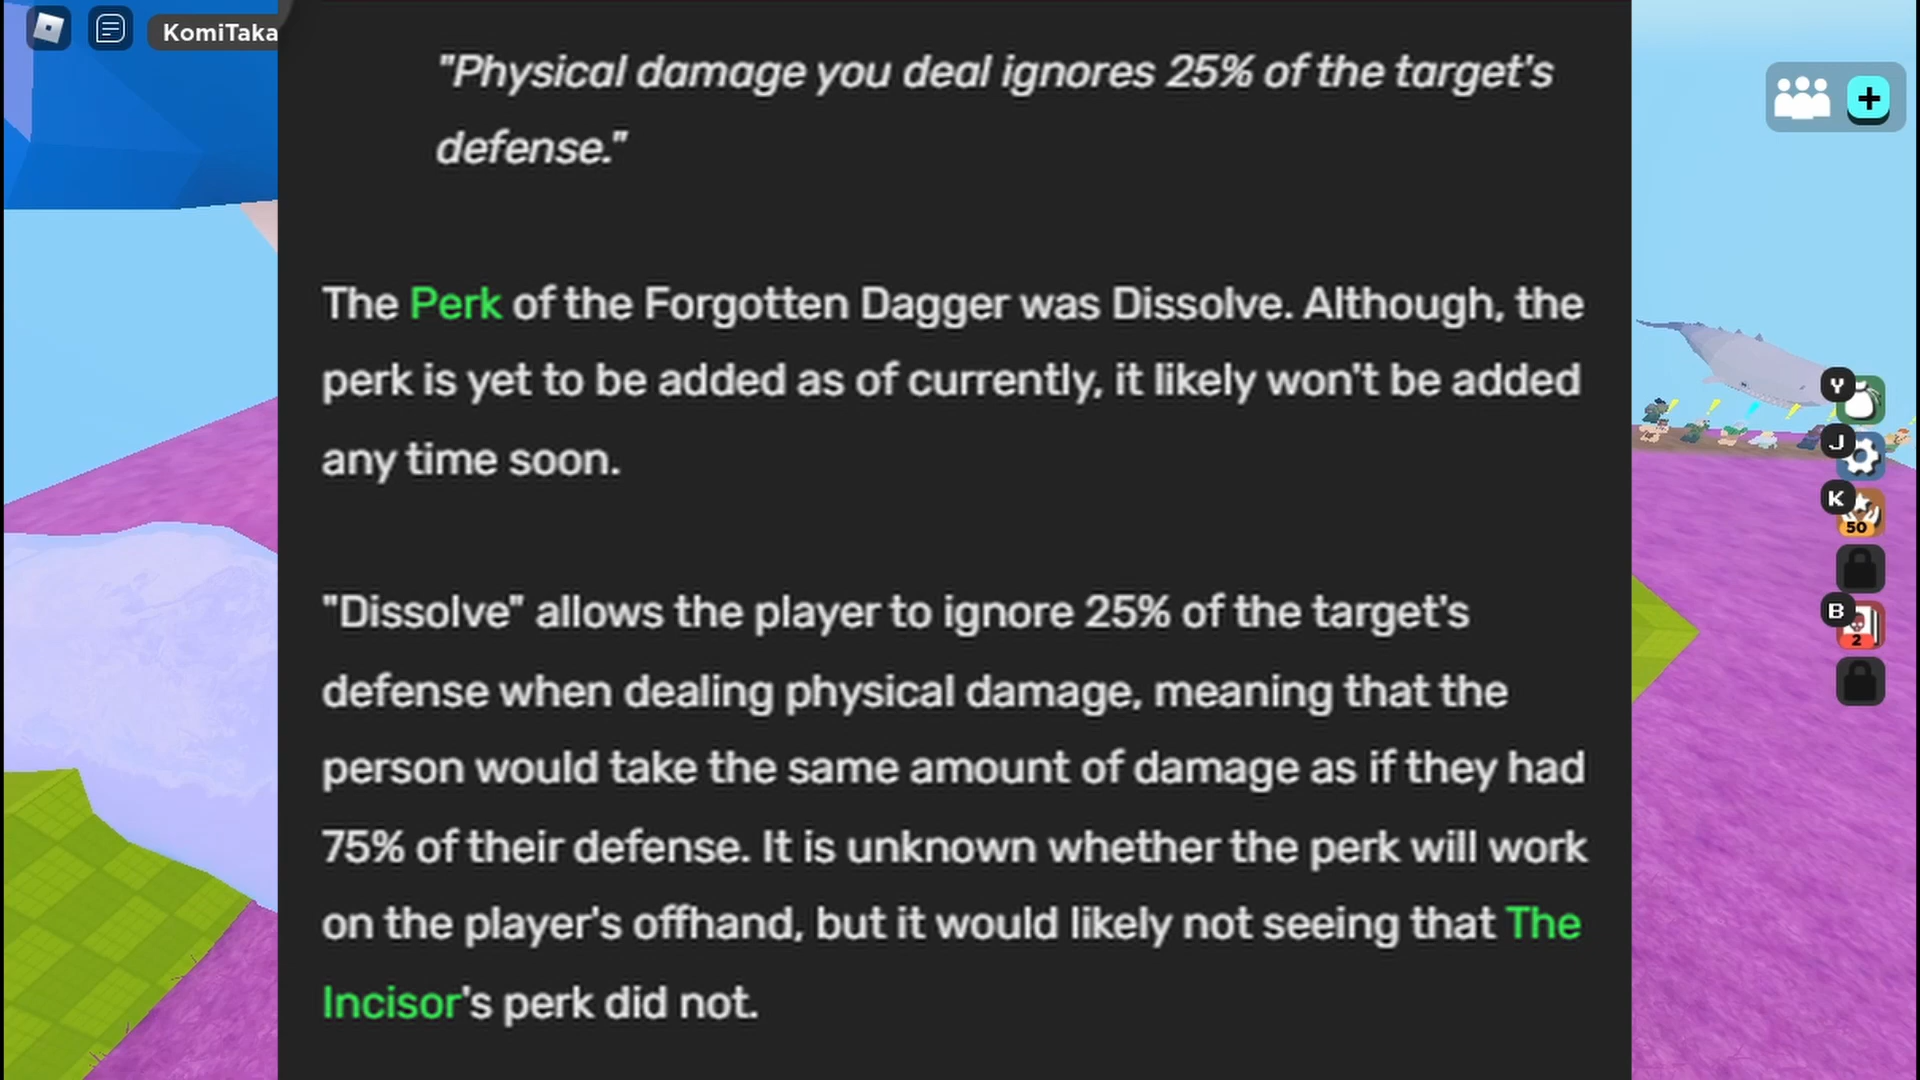 KomiTaka
"Physical damage you deal ignores 25% of the target's
defense."
The Perk of the Forgotten Dagger was Dissolve. Although, the
perk is yet to be added as of currently, it likely won't be added
any time soon.
"Dissolve" allows the player to ignore 25% of the target's
defense when dealing physical damage, meaning that the
person would take the same amount of damage as if they had
75% of their defense. It is unknown whether the perk will work
on the player's offhand, but it would likely not seeing that The
Incisor's perk did not.
+
Y
J
K
50
B
2